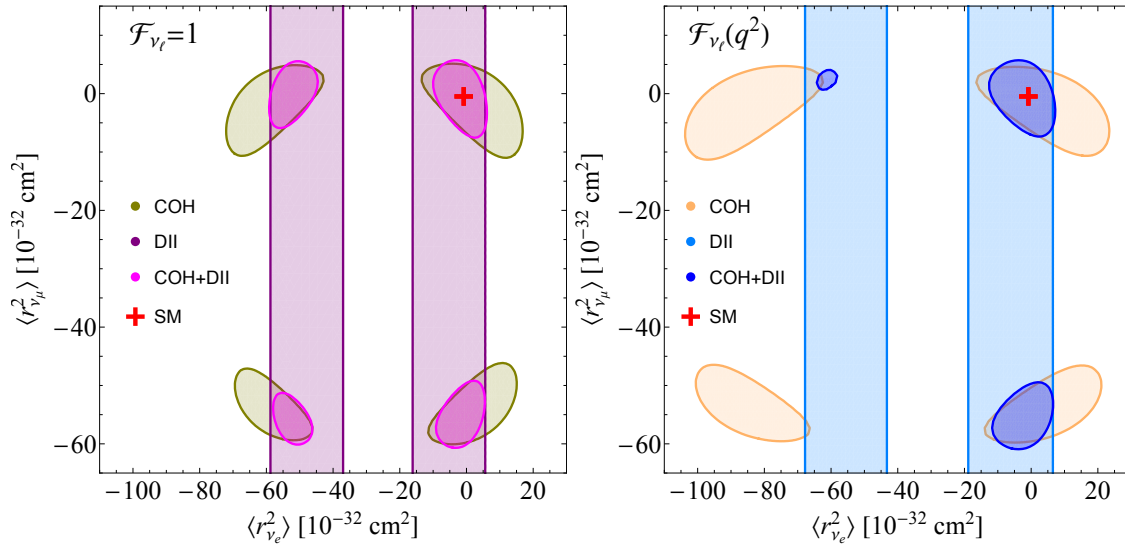 𝓕_{ν_ℓ}=1
COH
DII
COH+DII
SM
0
−20
−40
−60
⟨r²_{ν_μ}⟩ [10⁻³² cm²]
−100 −80 −60 −40 −20 0 20
⟨r²_{ν_e}⟩ [10⁻³² cm²]
𝓕_{ν_ℓ}(q²)
COH
DII
COH+DII
SM
0
−20
−40
−60
⟨r²_{ν_μ}⟩ [10⁻³² cm²]
−100 −80 −60 −40 −20 0 20
⟨r²_{ν_e}⟩ [10⁻³² cm²]